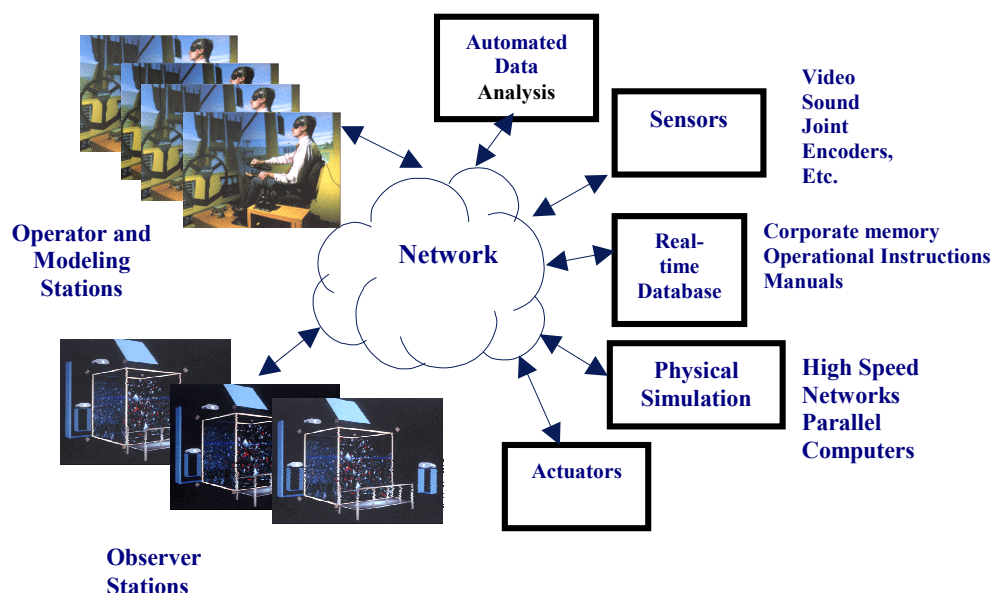 Automated
Data
Analysis
Sensors
Video
Sound
Joint
Encoders,
Etc.
Operator and
Modeling
Stations
Network
Real-
time
Database
Corporate memory
Operational Instructions
Manuals
Physical
Simulation
High Speed
Networks
Parallel
Computers
Actuators
Observer
Stations